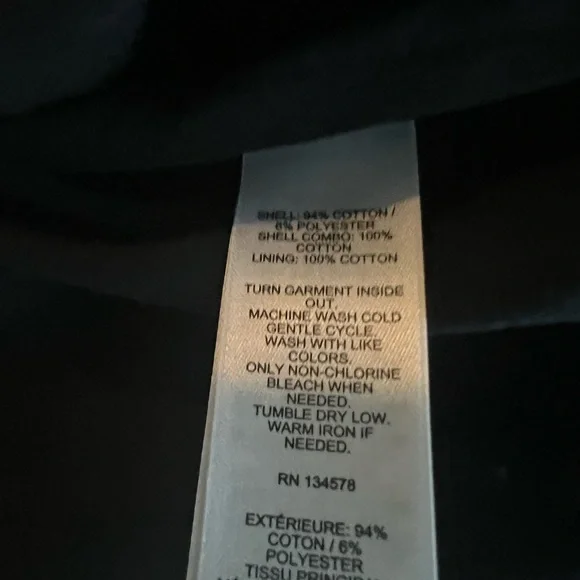 SHELL: 94% COTTON /
6% POLYESTER
SHELL COMBO: 100%
COTTON
LINING: 100% COTTON
TURN GARMENT INSIDE
OUT.
MACHINE WASH COLD
GENTLE CYCLE.
WASH WITH LIKE
COLORS.
ONLY NON-CHLORINE
BLEACH WHEN
NEEDED.
TUMBLE DRY LOW.
WARM IRON IF
NEEDED.
RN 134578
EXTÉRIEURE: 94%
COTON / 6%
POLYESTER
TISSU